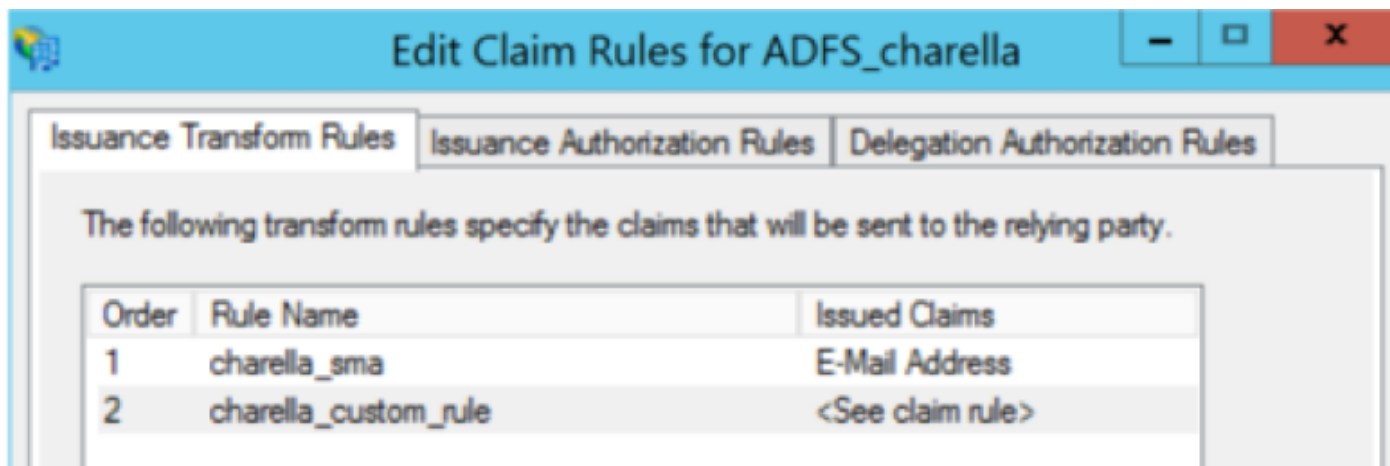 Edit Claim Rules for ADFS_charella
Issuance Transform Rules Issuance Authorization Rules Delegation Authorization Rules
The following transform rules specify the claims that will be sent to the relying party.
Order Rule Name Issued Claims
1 charella_sma E-Mail Address
2 charella_custom_rule <See claim rule>